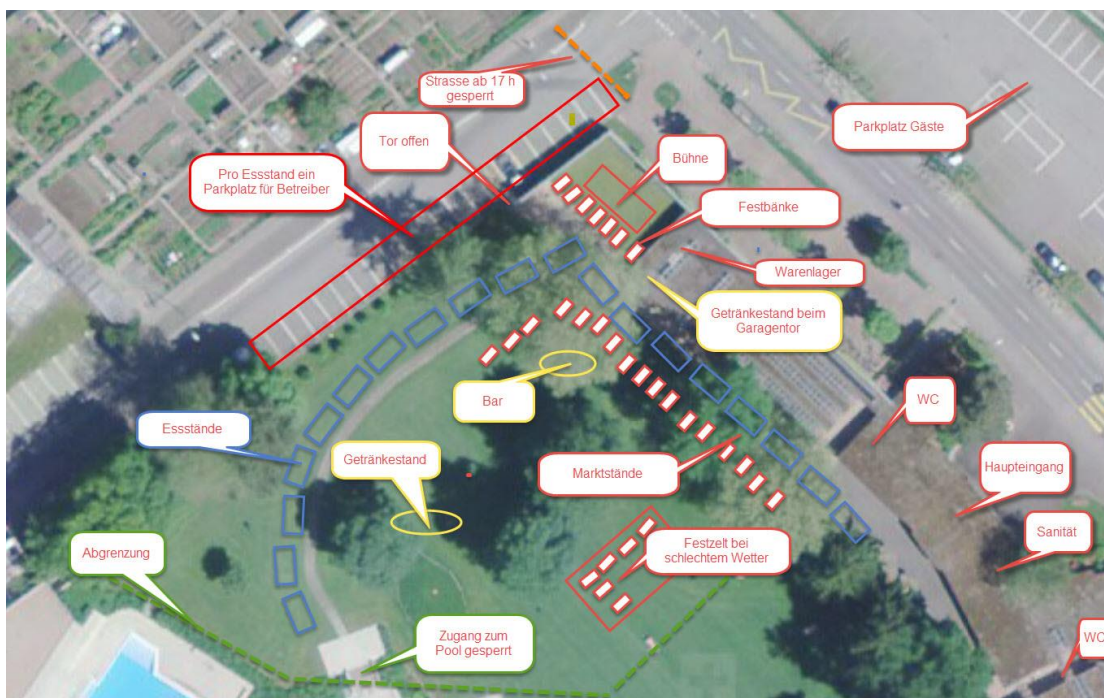 Strasse ab 17 h
gesperrt
Parkplatz Gäste
Tor offen
Bühne
Pro Essstand ein
Parkplatz für Betreiber
Festbänke
Warenlager
Getränkestand beim
Garagentor
Bar
WC
Essstände
Getränkestand
Marktstände
Haupteingang
Sanität
Festzelt bei
schlechtem Wetter
Abgrenzung
Zugang zum
Pool gesperrt
WC